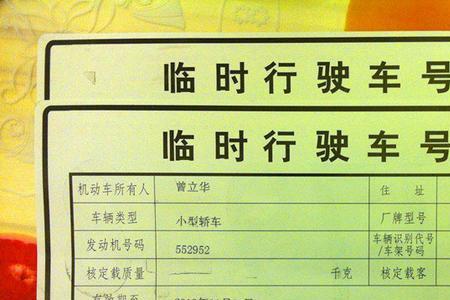 临时行驶车号
临时行驶车号
机动车所有人 曾立华 住 址
车辆类型 小型轿车 厂牌型号
发动机号码 552952 车辆识别代号
/车架号码
核定载质量 千克 核定载客